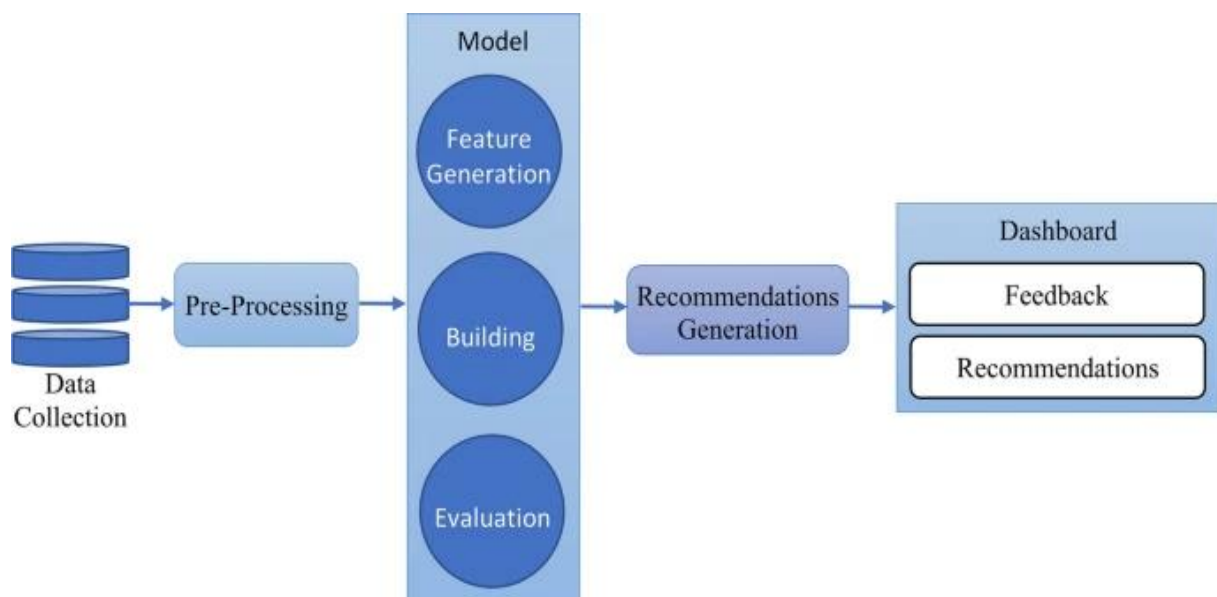 Data
Collection
Pre-Processing
Model
Feature
Generation
Building
Evaluation
Recommendations
Generation
Dashboard
Feedback
Recommendations